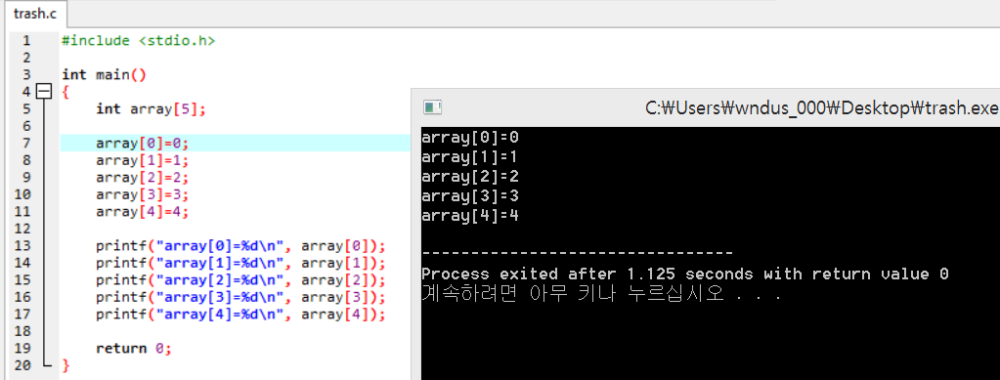 trash.c
1 #include <stdio.h>
2
3 int main()
4 {
5 int array[5];
6
7 array[0]=0;
8 array[1]=1;
9 array[2]=2;
10 array[3]=3;
11 array[4]=4;
12
13 printf("array[0]=%d\n", array[0]);
14 printf("array[1]=%d\n", array[1]);
15 printf("array[2]=%d\n", array[2]);
16 printf("array[3]=%d\n", array[3]);
17 printf("array[4]=%d\n", array[4]);
18
19 return 0;
20 }
C:₩Users₩wndus_000₩Desktop₩trash.exe
array[0]=0
array[1]=1
array[2]=2
array[3]=3
array[4]=4
--------------------------------
Process exited after 1.125 seconds with return value 0
계속하려면 아무 키나 누르십시오 . . .